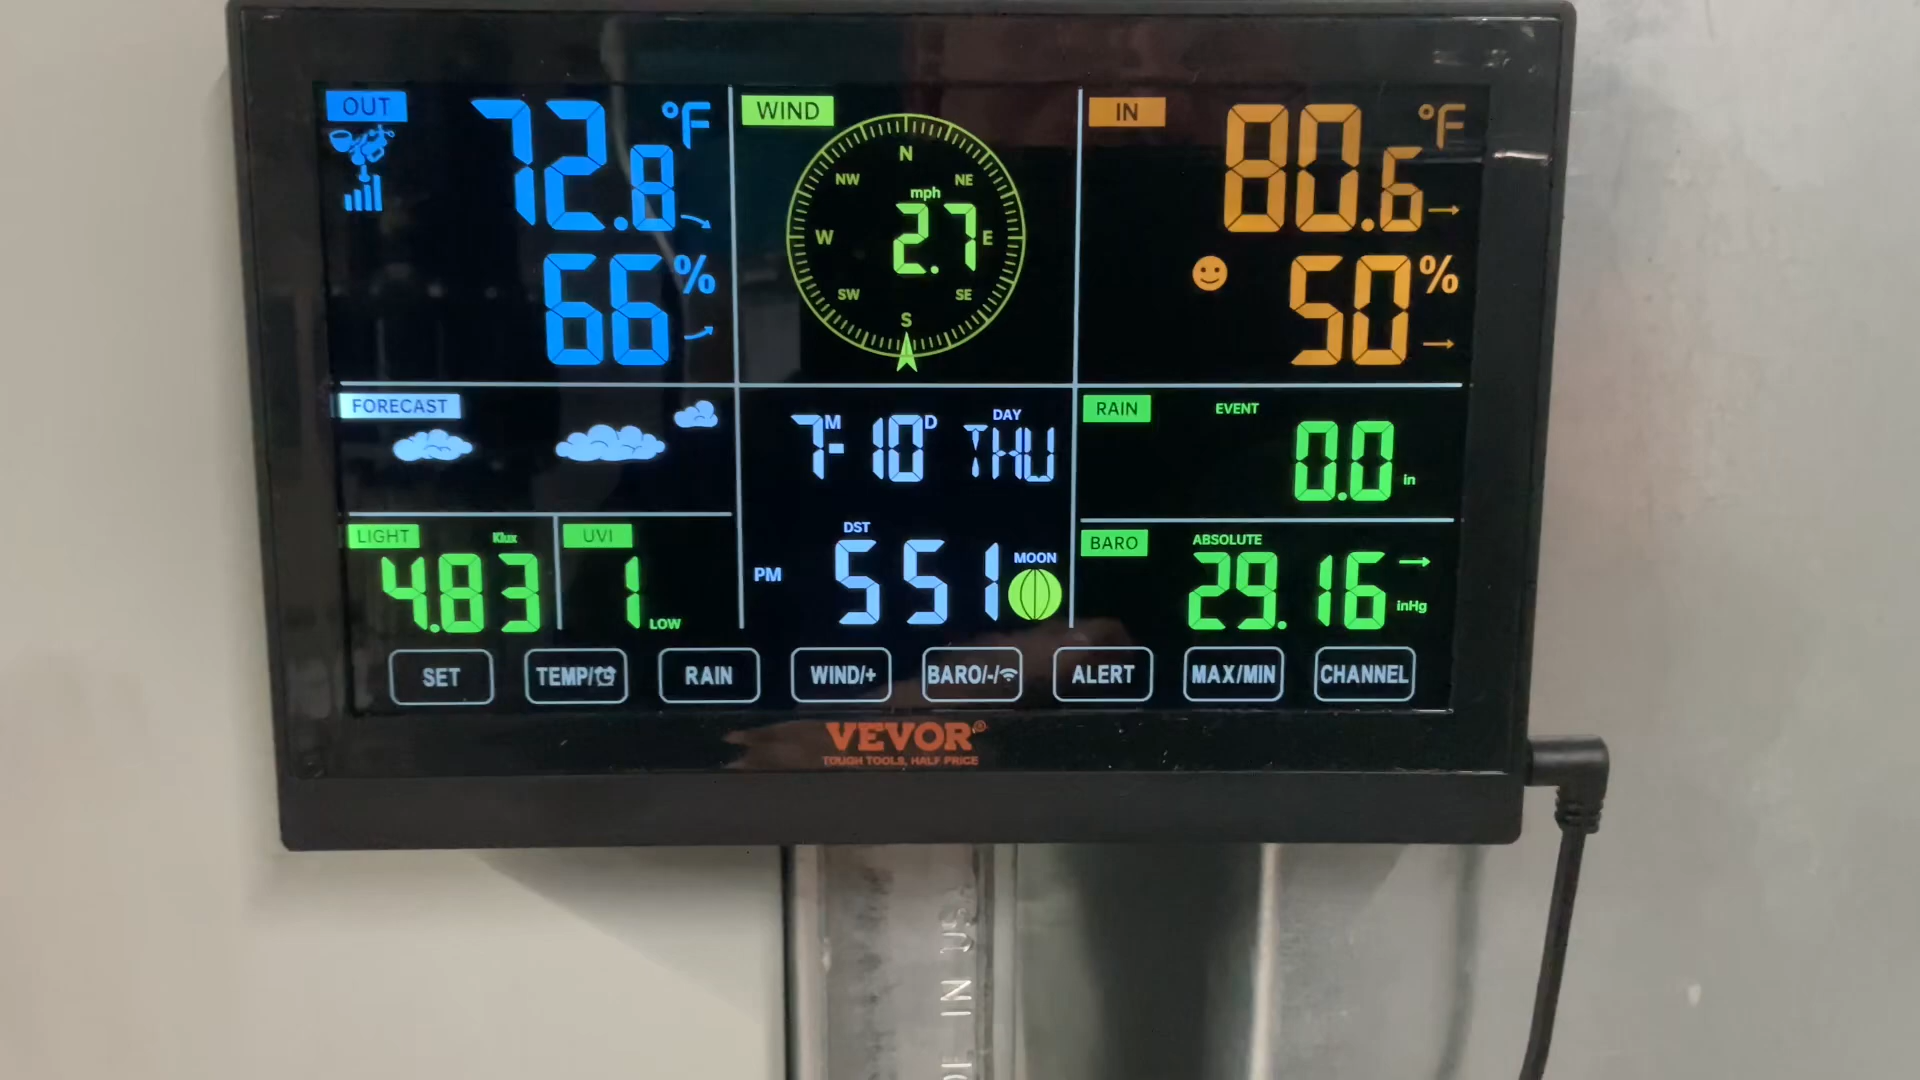 OUT
72.8 °F
66 %
WIND
N
NW NE
mph
2.7
W E
SW SE
S
IN
80.6 °F
50 %
FORECAST
7 M - 10 D
DAY
THU
RAIN EVENT
0.0 in
LIGHT Klux
4.83
UVI
1 LOW
DST
PM 5 51
MOON
BARO ABSOLUTE
29.16 inHg
SET TEMP/ RAIN WIND/+ BARO/-/ ALERT MAX/MIN CHANNEL
VEVOR®
TOUGH TOOLS, HALF PRICE
IN US